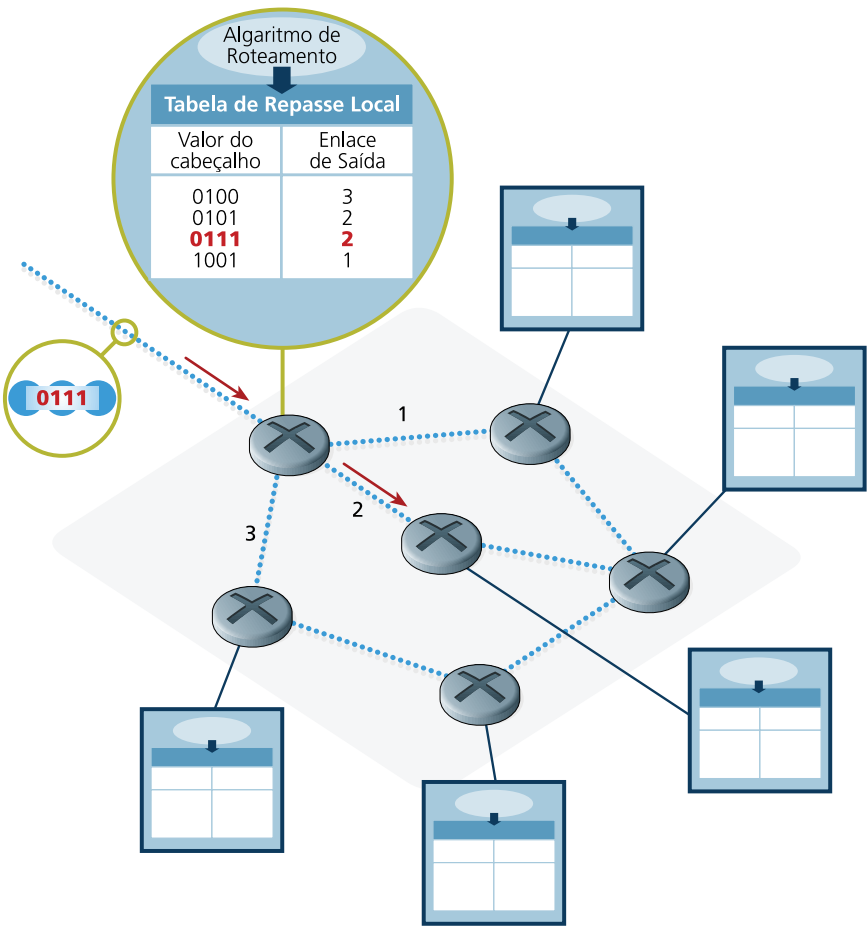 Algaritmo de
Roteamento
Tabela de Repasse Local
Valor do cabeçalho
Enlace de Saída
0100 3
0101 2
0111 2
1001 1
0111
1
2
3